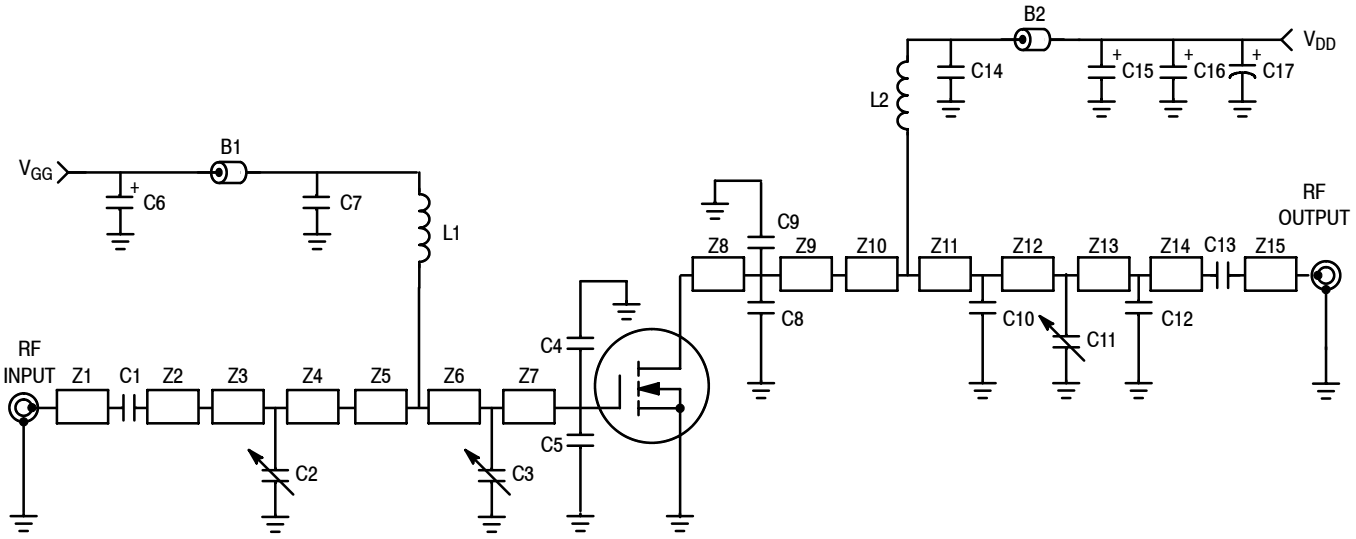 B2
V_DD
C14
+ C15
+ C16
+ C17
L2
B1
V_GG
+ C6
C7
L1
RF
OUTPUT
C9
Z8
Z9
Z10
Z11
Z12
Z13
Z14
C13
Z15
C8
C10
C11
C12
C4
RF
INPUT
Z1
C1
Z2
Z3
Z4
Z5
Z6
Z7
C5
C2
C3